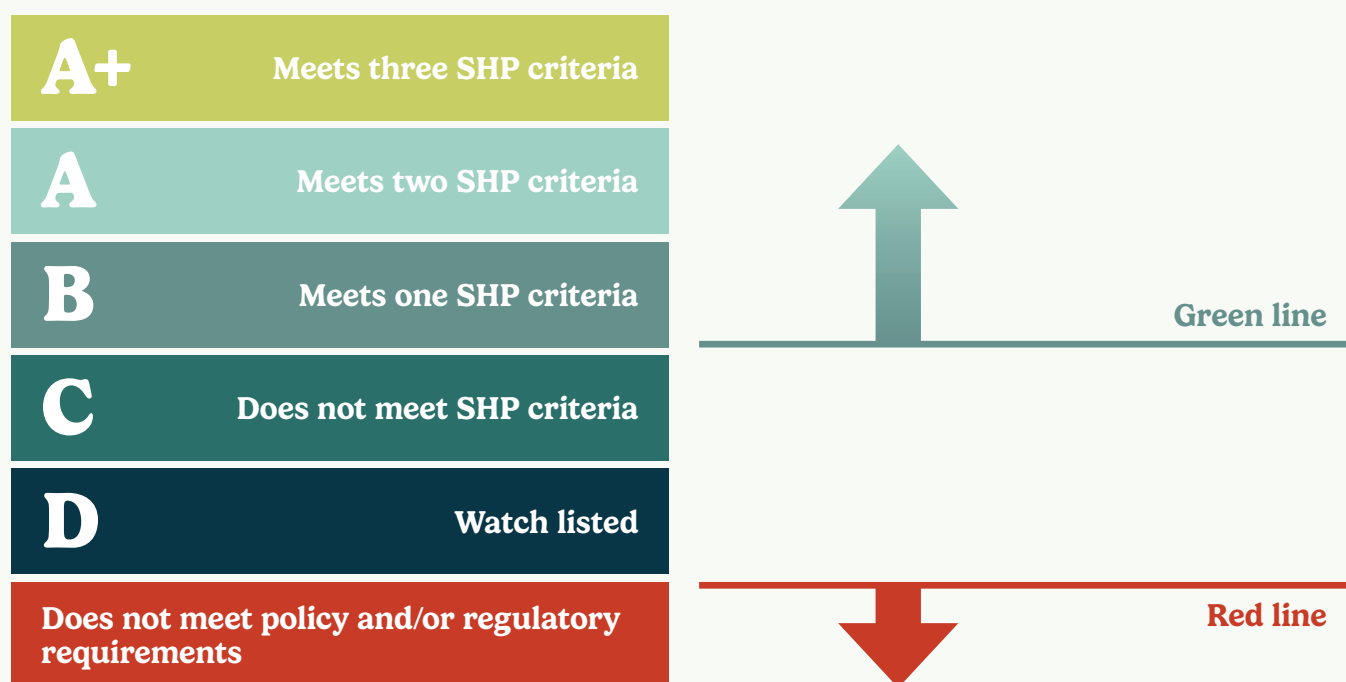 A+
Meets three SHP criteria
A
Meets two SHP criteria
B
Meets one SHP criteria
Green line
C
Does not meet SHP criteria
D
Watch listed
Does not meet policy and/or regulatory
requirements
Red line